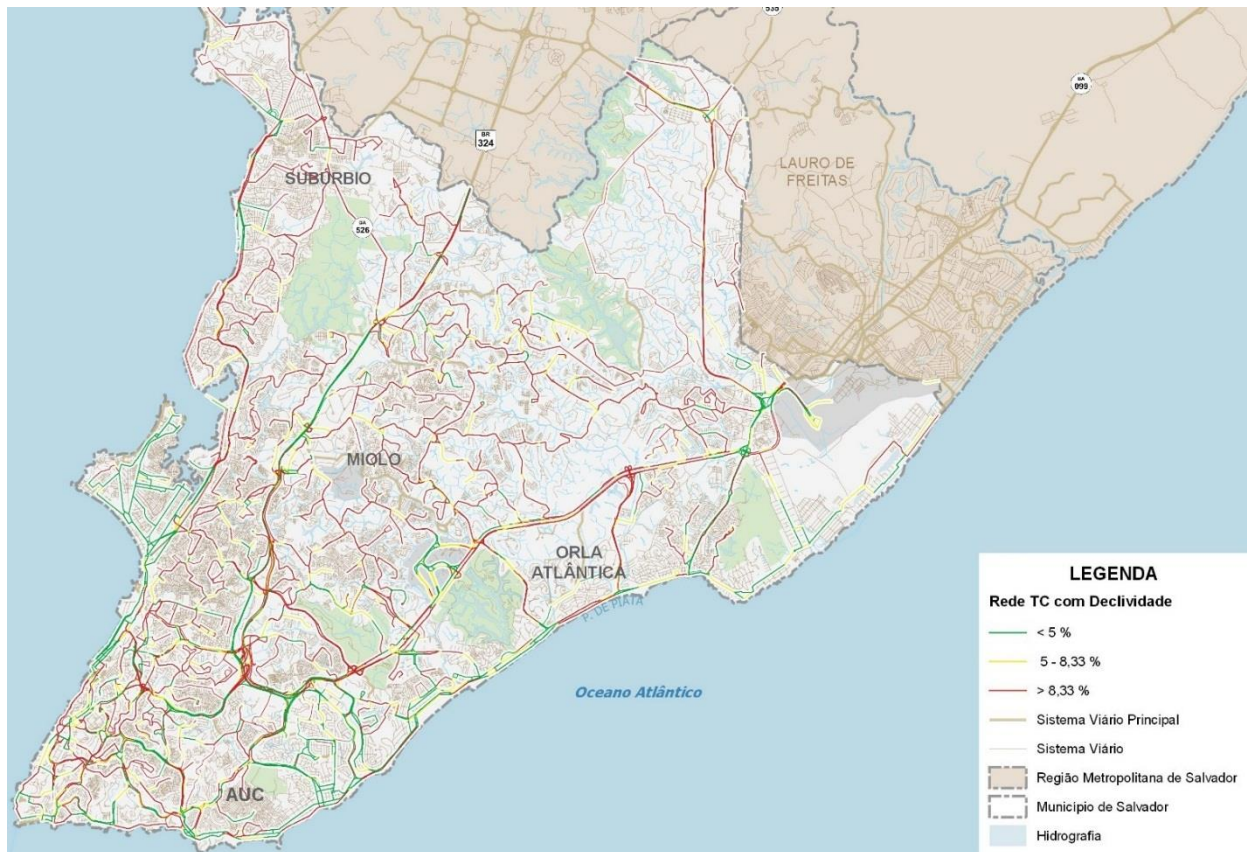 535
BA
099
BR
324
LAURO DE
FREITAS
SUBÚRBIO
BA
526
MIOLO
ORLA
ATLÂNTICA
P. DE PIATÃ
AUC
Oceano Atlântico
LEGENDA
Rede TC com Declividade
< 5 %
5 - 8,33 %
> 8,33 %
Sistema Viário Principal
Sistema Viário
Região Metropolitana de Salvador
Municipio de Salvador
Hidrografia